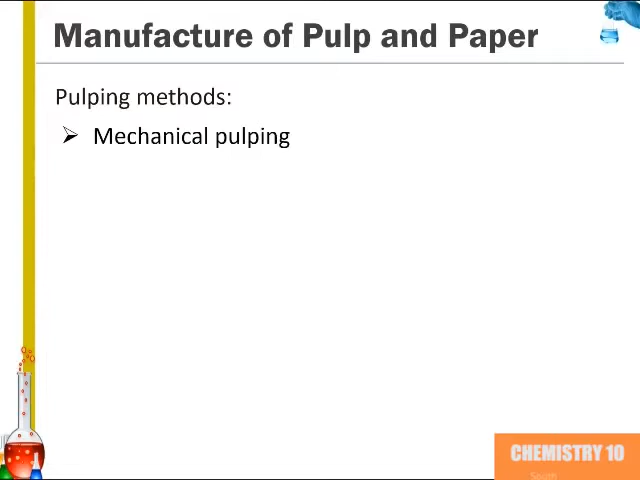 Manufacture of Pulp and Paper
Pulping methods:
Mechanical pulping
CHEMISTRY 10